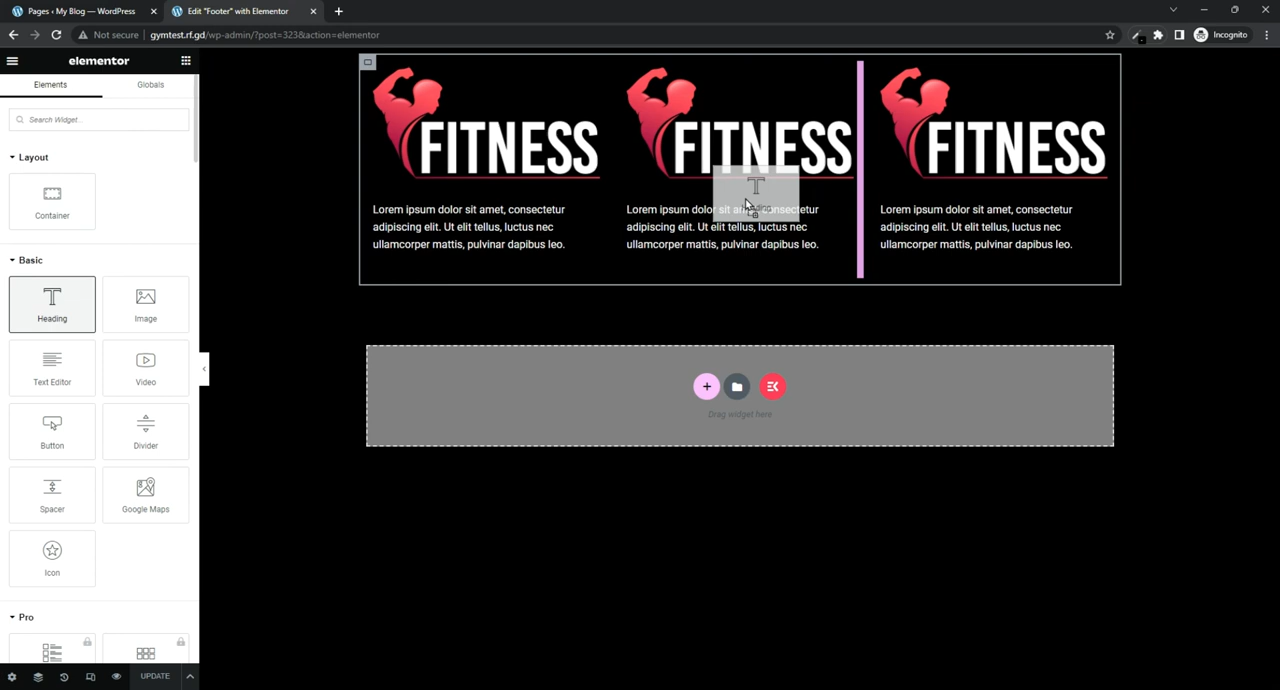 Pages ‹ My Blog — WordPress
Edit "Footer" with Elementor
Not secure
gymtest.rf.gd/wp-admin/?post=323&action=elementor
Incognito
elementor
Elements
Globals
Search Widget...
Layout
Container
Basic
Heading
Image
Text Editor
Video
Button
Divider
Spacer
Google Maps
Icon
Pro
UPDATE
FITNESS
Lorem ipsum dolor sit amet, consectetur
adipiscing elit. Ut elit tellus, luctus nec
ullamcorper mattis, pulvinar dapibus leo.
FITNESS
Lorem ipsum dolor sit amet, consectetur
adipiscing elit. Ut elit tellus, luctus nec
ullamcorper mattis, pulvinar dapibus leo.
Heading
FITNESS
Lorem ipsum dolor sit amet, consectetur
adipiscing elit. Ut elit tellus, luctus nec
ullamcorper mattis, pulvinar dapibus leo.
Drag widget here